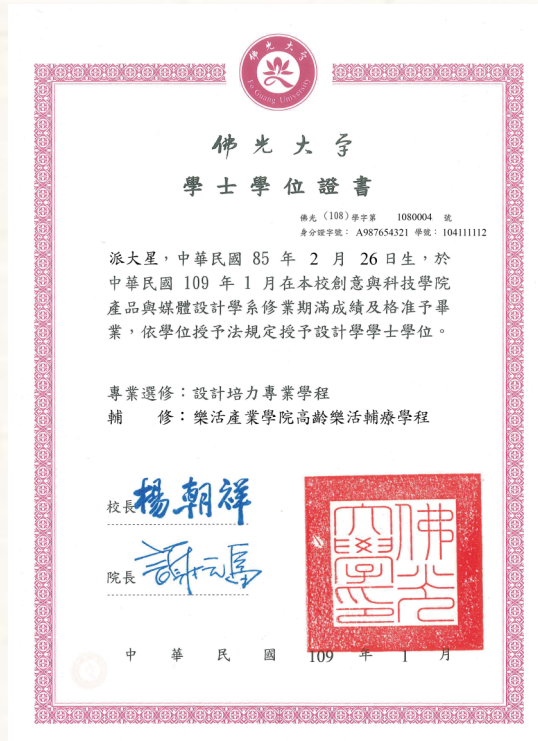 佛光大学
Fo Guang University
佛光大学
學士學位證書
佛光（108）學字第 1080004 號
身分證字號： A987654321 學號：104111112
派大星，中華民國 85 年 2 月 26日生，於
中華民國 109 年 1 月在本校創意與科技學院
產品與媒體設計學系修業期滿成績及格准予畢
業，依學位授予法規定授予設計學學士學位。
專業選修：設計培力專業學程
輔 修：樂活產業學院高齡樂活輔療學程
校長 楊朝祥
院長
佛光大學印
中 華 民 國 109 年 1 月